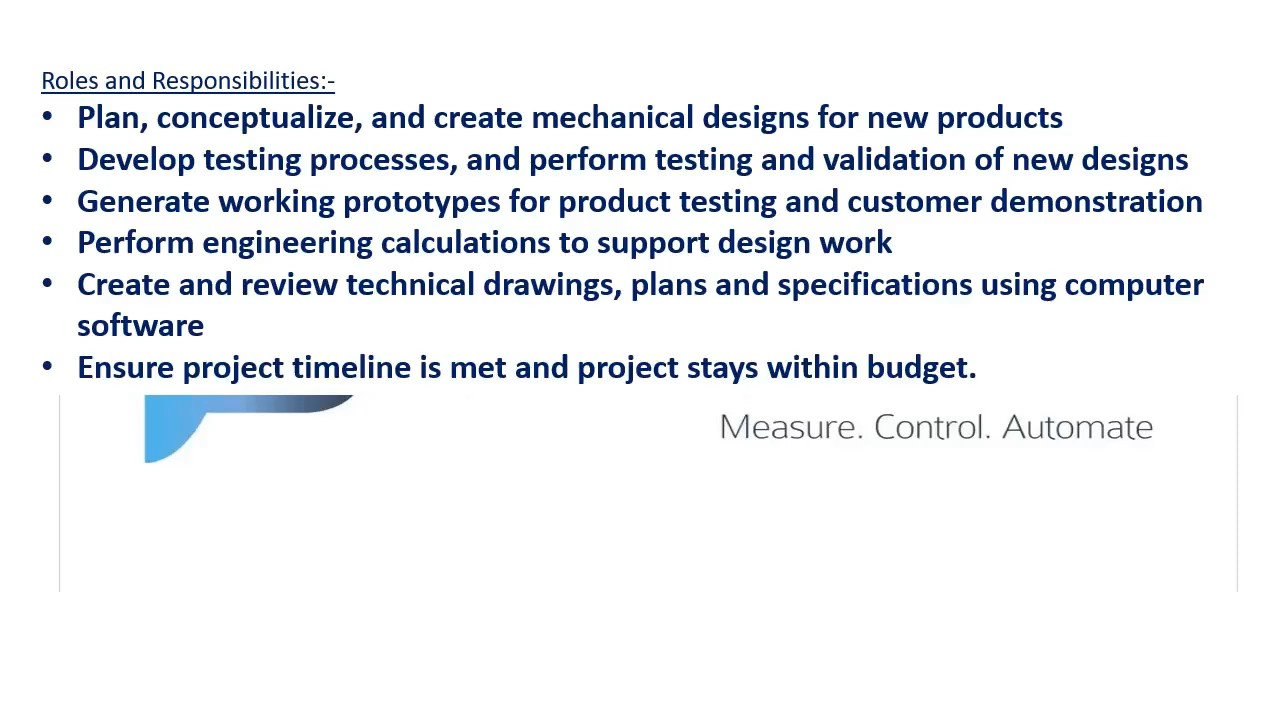 Roles and Responsibilities:-
• Plan, conceptualize, and create mechanical designs for new products
• Develop testing processes, and perform testing and validation of new designs
• Generate working prototypes for product testing and customer demonstration
• Perform engineering calculations to support design work
• Create and review technical drawings, plans and specifications using computer
software
• Ensure project timeline is met and project stays within budget.
Measure. Control. Automate